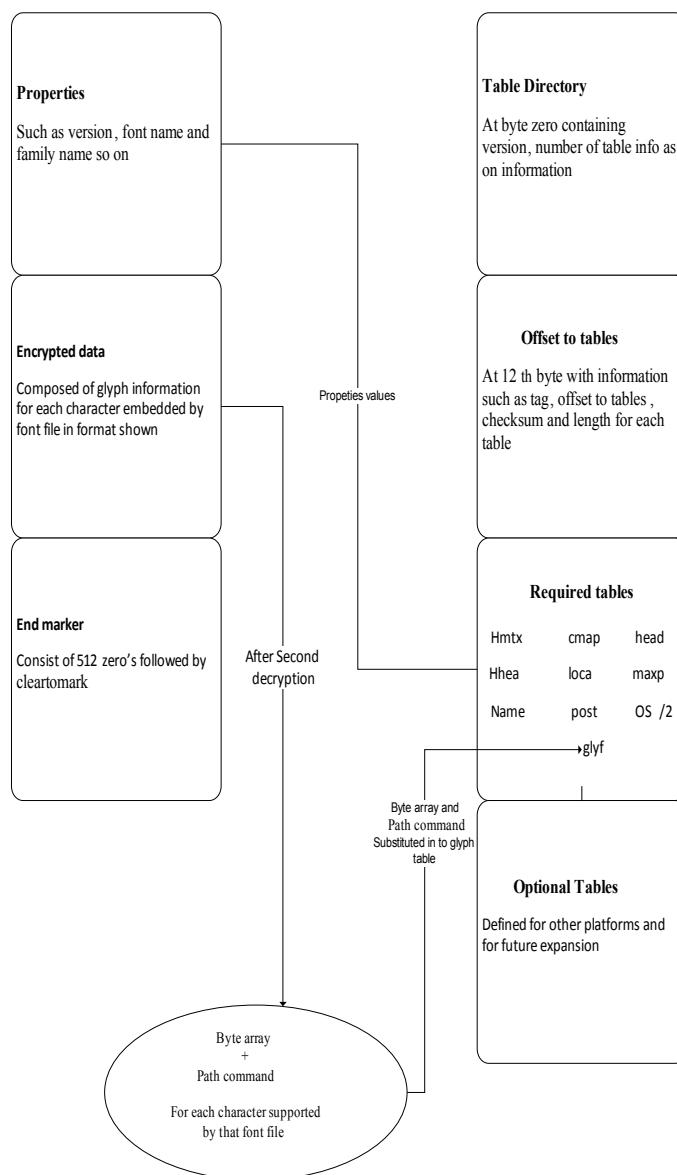 Properties
Such as version, font name and
family name so on
Encrypted data
Composed of glyph information
for each character embedded by
font file in format shown
End marker
Consist of 512 zero's followed by
cleartomark
Propeties values
After Second
decryption
Byte array
+
Path command
For each character supported
by that font file
Byte array and
Path command
Substituted in to glyph
table
Table Directory
At byte zero containing
version, number of table info as
on information
Offset to tables
At 12 th byte with information
such as tag, offset to tables ,
checksum and length for each
table
Required tables
Hmtx cmap head
Hhea loca maxp
Name post OS /2
glyf
Optional Tables
Defined for other platforms and
for future expansion